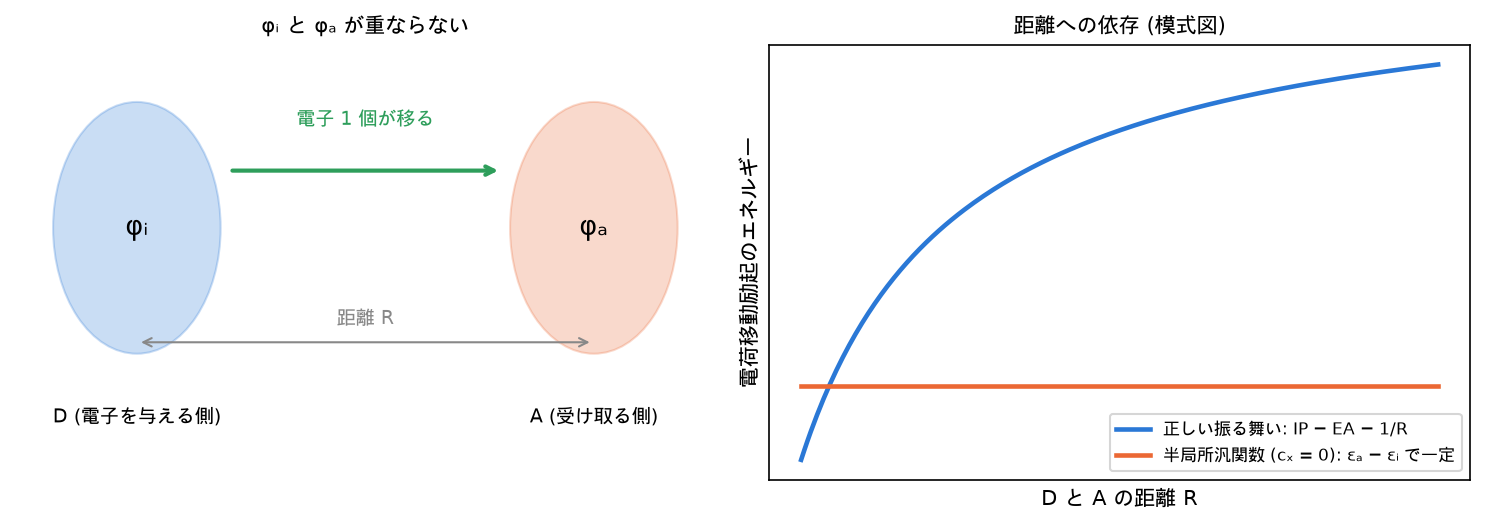 φᵢ と φₐ が重ならない
電子 1 個が移る
φᵢ
φₐ
距離 R
D (電子を与える側)
A (受け取る側)
距離への依存 (模式図)
電荷移動励起のエネルギー
正しい振る舞い: IP − EA − 1/R
半局所汎関数 (cₓ = 0): εₐ − εᵢ で一定
D と A の距離 R